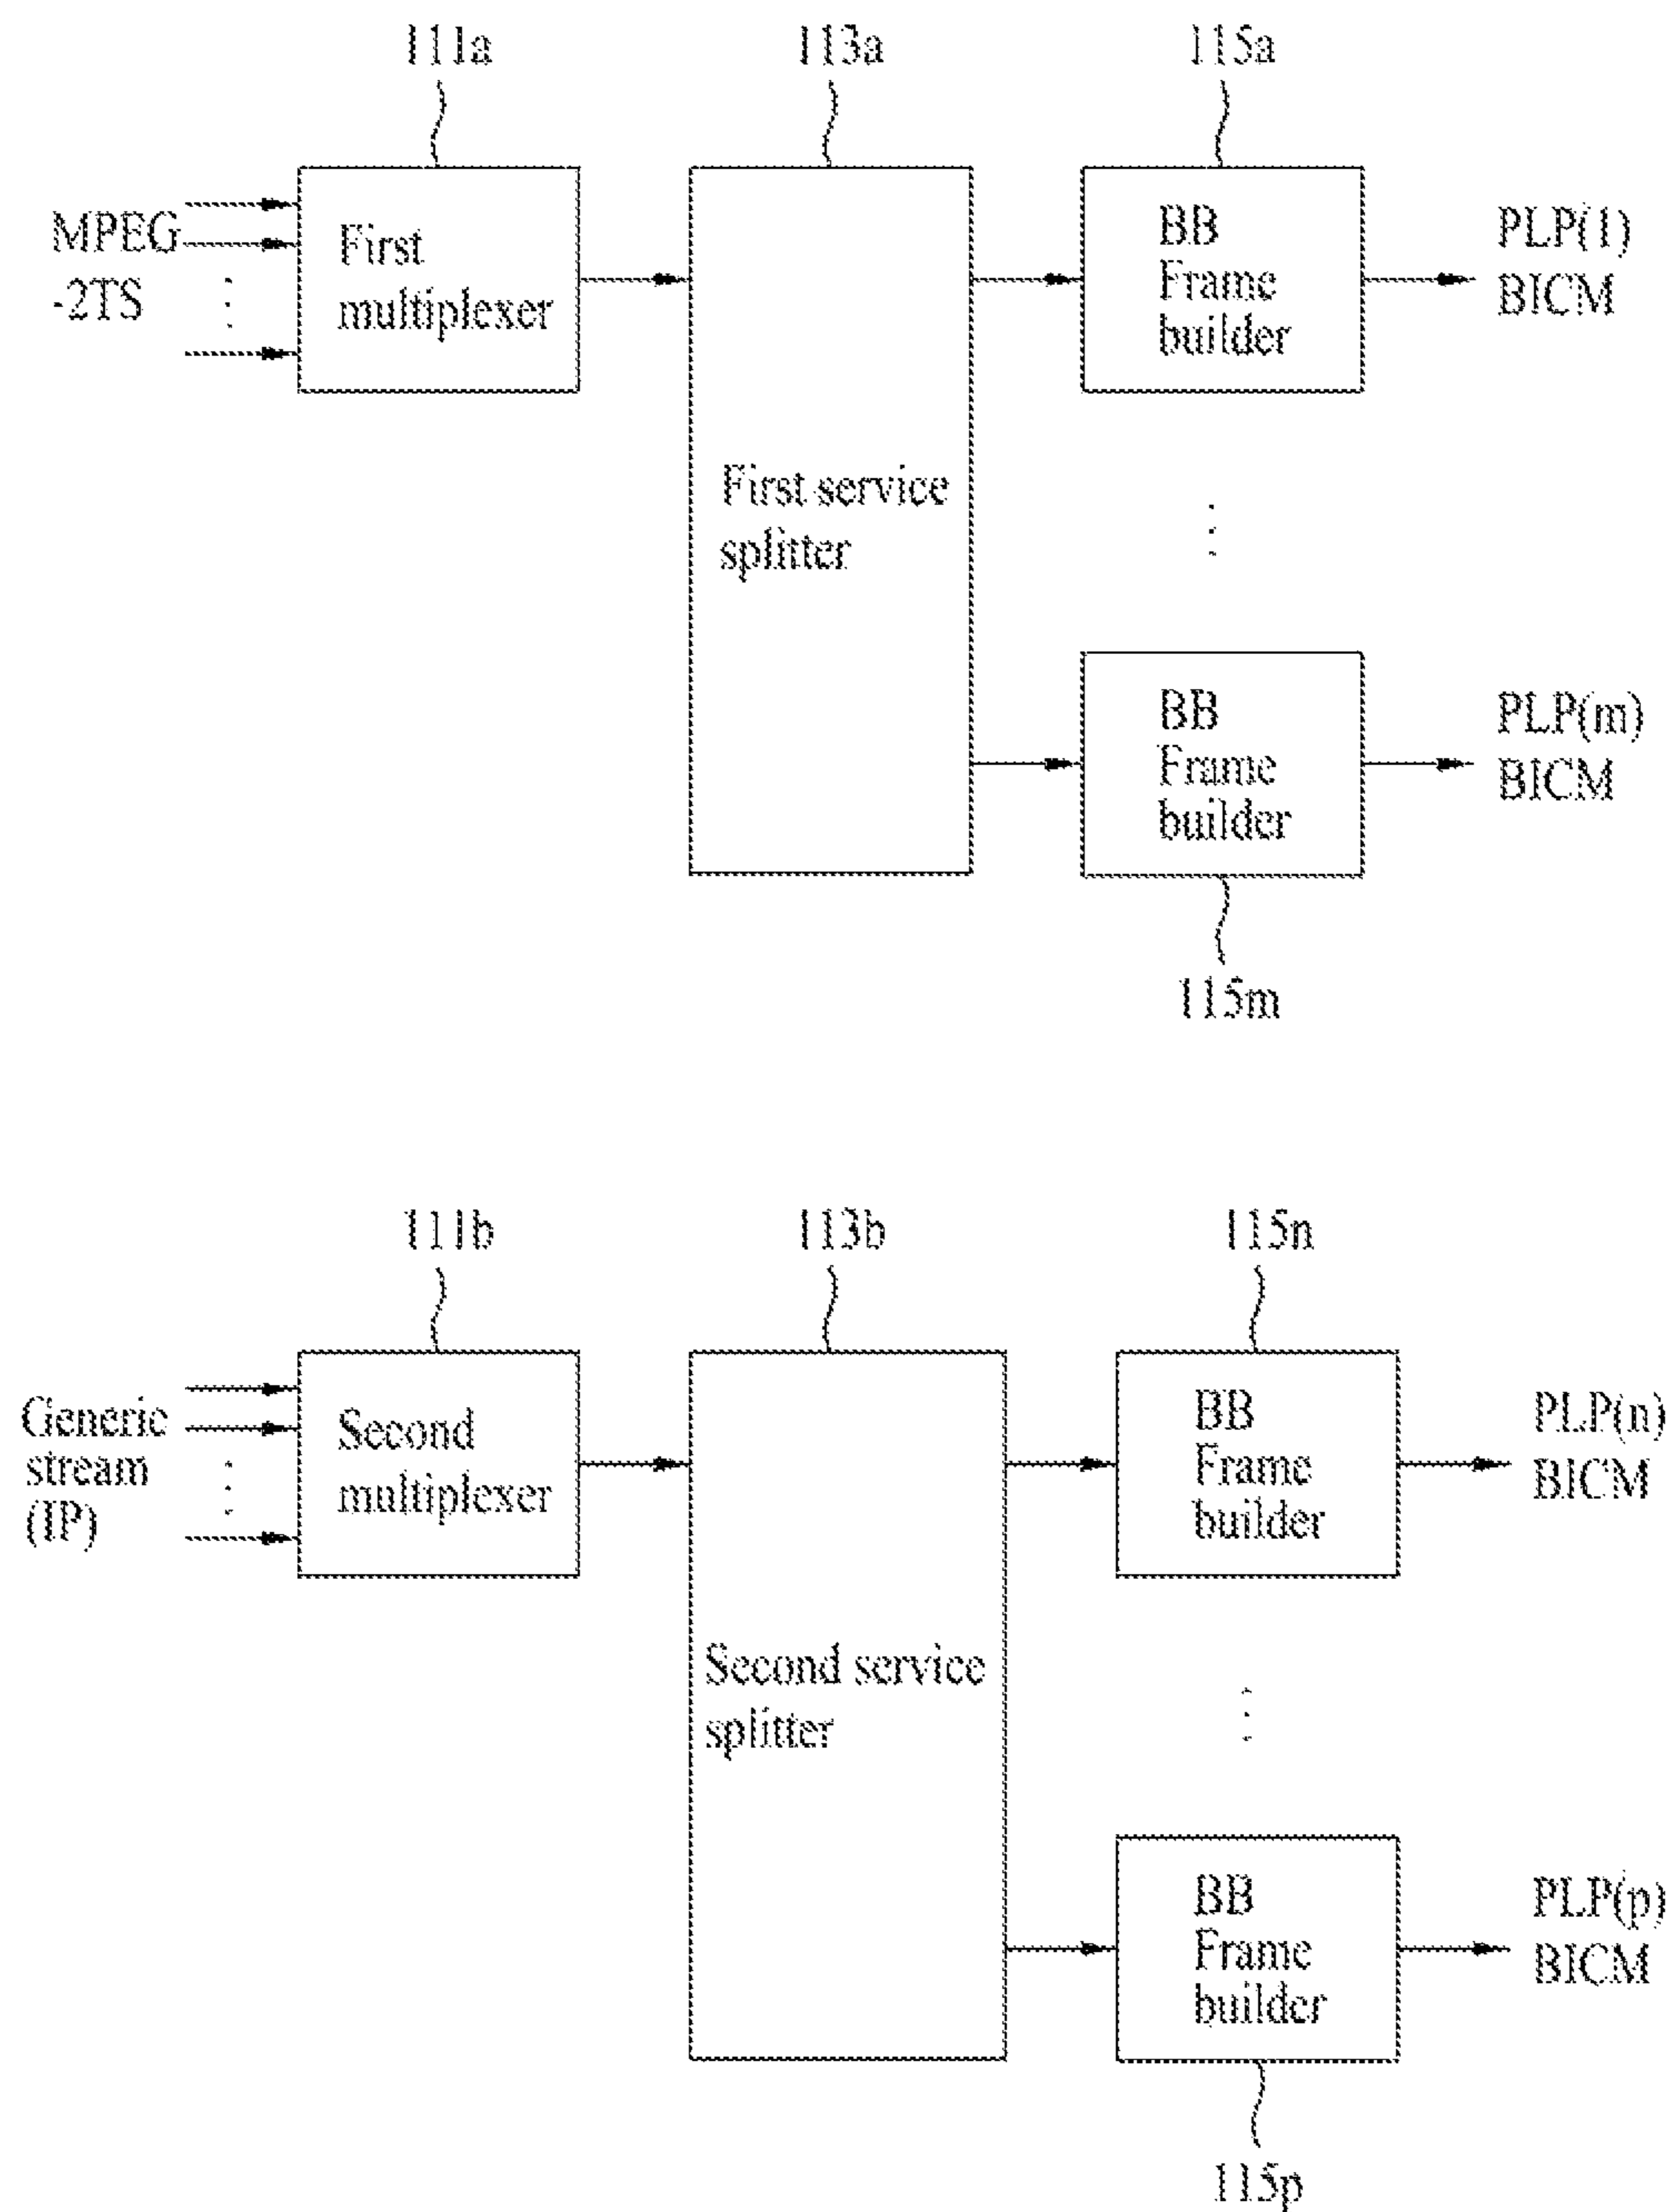 111a
113a
115a
MPEG
-2TS
First
multiplexer
First service
splitter
BB
Frame
builder
PLP(1)
BICM
BB
Frame
builder
PLP(m)
BICM
115m
111b
113b
115n
Generic
stream
(IP)
Second
multiplexer
Second service
splitter
BB
Frame
builder
PLP(n)
BICM
BB
Frame
builder
PLP(p)
BICM
115p